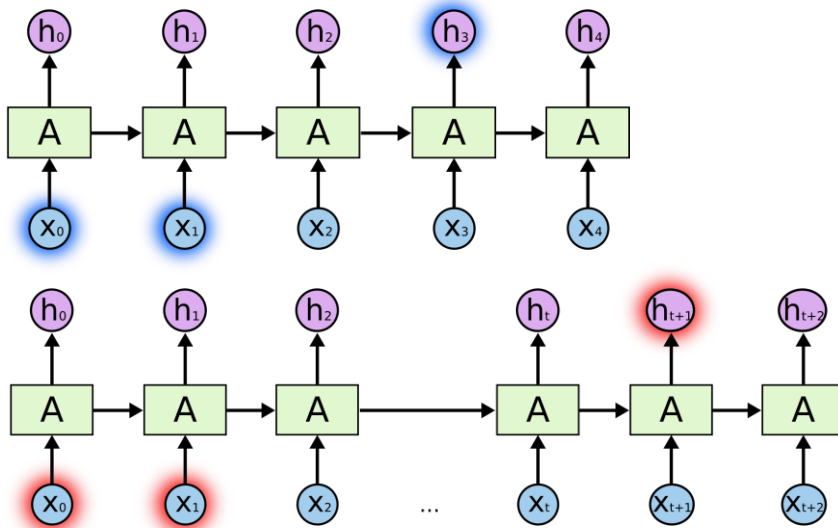 h₀ h₁ h₂ h₃ h₄
A A A A A
x₀ x₁ x₂ x₃ x₄
h₀ h₁ h₂ hₜ hₜ₊₁ hₜ₊₂
A A A A A A
x₀ x₁ x₂ ... xₜ xₜ₊₁ xₜ₊₂